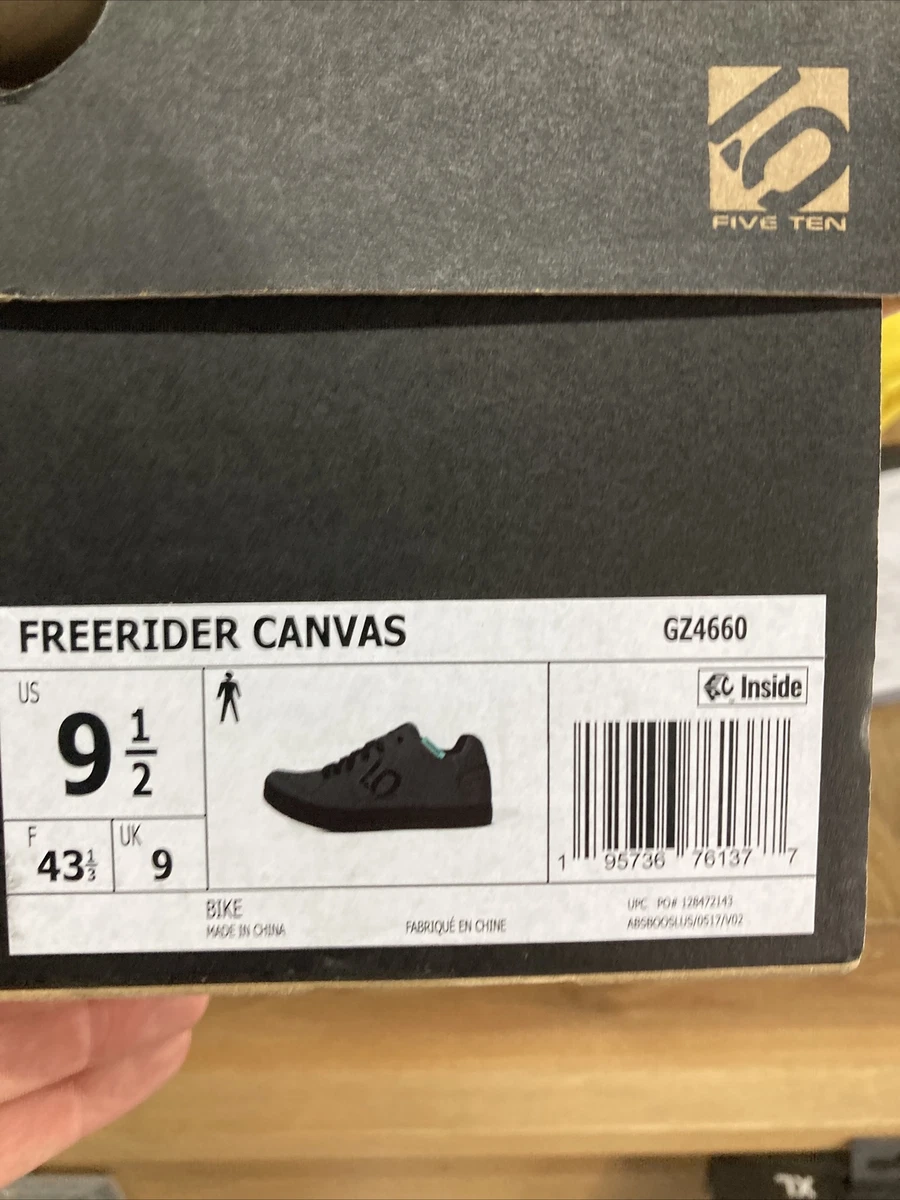 FIVE TEN
FREERIDER CANVAS
GZ4660
US
9 1/2
F
43 1/3
UK
9
Inside
1 95736 76137 7
BIKE
MADE IN CHINA
FABRIQUÉ EN CHINE
UPC PO# 128472143
ABSBOOSLUS/0517/V02
XL